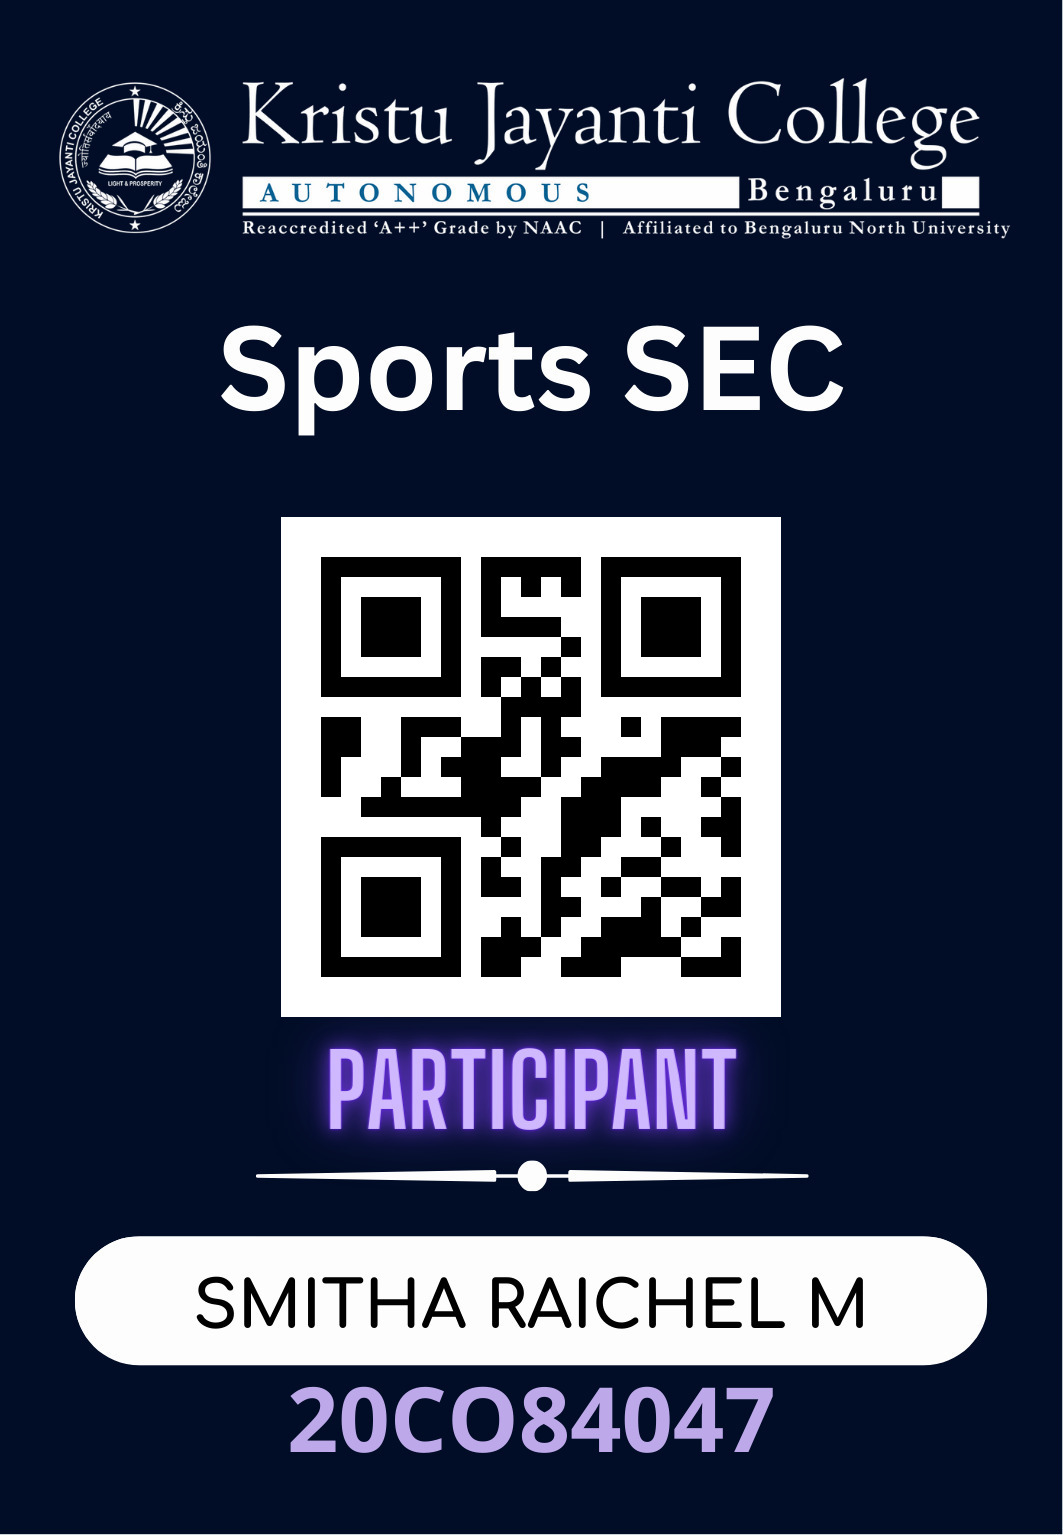 KRISTU JAYANTI COLLEGE
LIGHT & PROSPERITY
Kristu Jayanti College
AUTONOMOUS Bengaluru
Reaccredited ‘A++’ Grade by NAAC | Affiliated to Bengaluru North University
Sports SEC
PARTICIPANT
SMITHA RAICHEL M
20CO84047